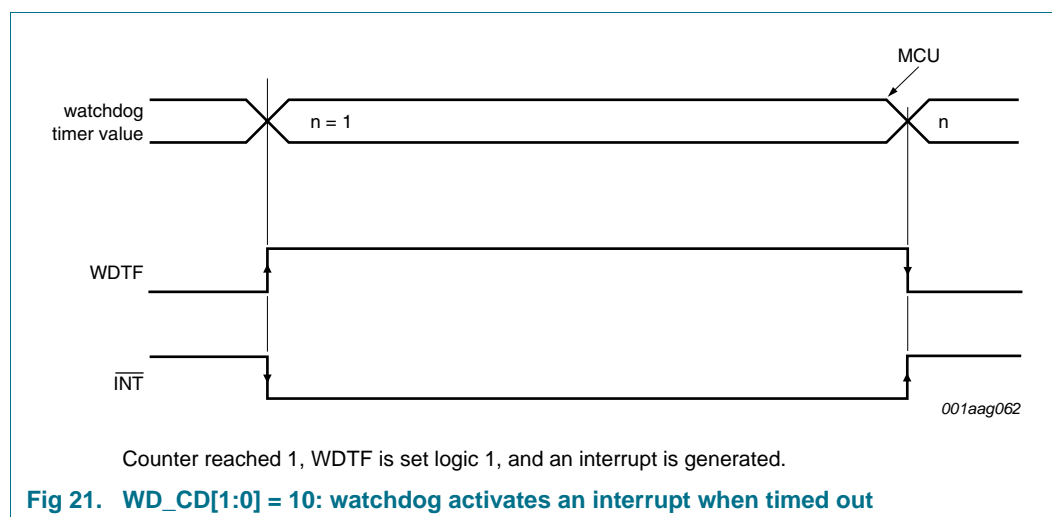 MCU
watchdog
timer value
n = 1
n
WDTF
INT
001aag062
Counter reached 1, WDTF is set logic 1, and an interrupt is generated.
Fig 21. WD_CD[1:0] = 10: watchdog activates an interrupt when timed out